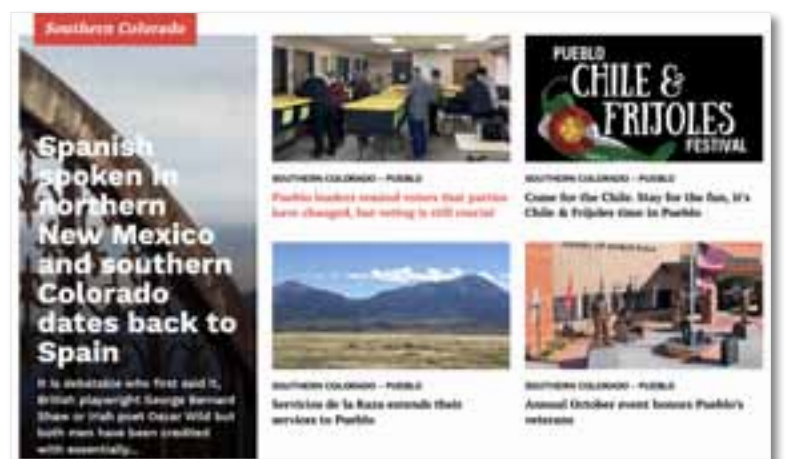 Southern Colorado
Spanish
spoken in
northern
New Mexico
and southern
Colorado
dates back to
Spain
It is debatable who first said it,
British playwright George Bernard
Shaw or Irish poet Oscar Wild but
both men have been credited
with essentially...
SOUTHERN COLORADO – PUEBLO
Pueblo leaders remind voters that parties
have changed, but voting is still crucial
PUEBLO
CHILE &
FRIJOLES
FESTIVAL
SOUTHERN COLORADO – PUEBLO
Come for the Chile. Stay for the fun, it's
Chile & Frijoles time in Pueblo
SOUTHERN COLORADO – PUEBLO
Servicios de la Raza extends their
services to Pueblo
SOUTHERN COLORADO – PUEBLO
Annual October event honors Pueblo's
veterans